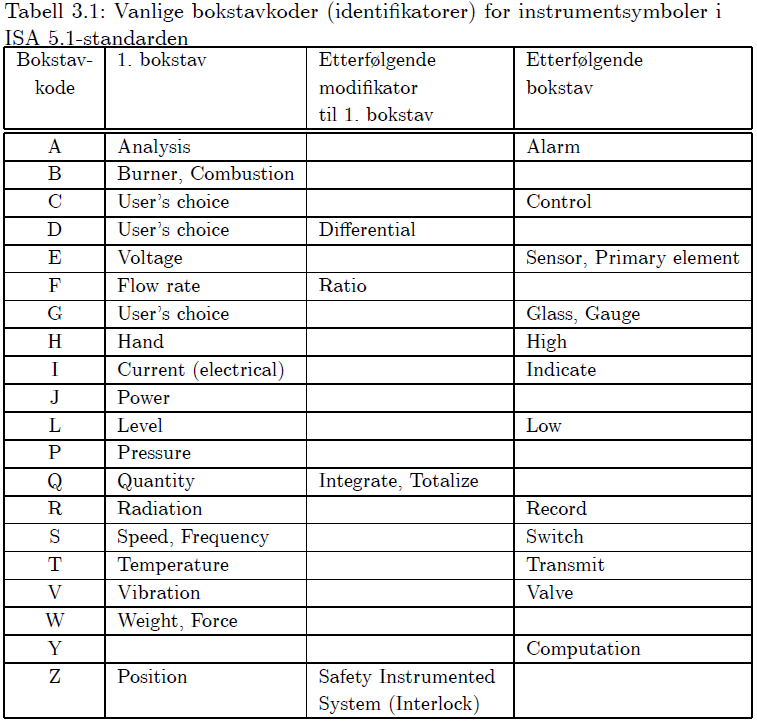 Tabell 3.1: Vanlige bokstavkoder (identifikatorer) for instrumentsymboler i
ISA 5.1-standarden
Bokstav- 1. bokstav Etterfølgende Etterfølgende
kode modifikator bokstav
til 1. bokstav
A Analysis Alarm
B Burner, Combustion
C User's choice Control
D User's choice Differential
E Voltage Sensor, Primary element
F Flow rate Ratio
G User's choice Glass, Gauge
H Hand High
I Current (electrical) Indicate
J Power
L Level Low
P Pressure
Q Quantity Integrate, Totalize
R Radiation Record
S Speed, Frequency Switch
T Temperature Transmit
V Vibration Valve
W Weight, Force
Y Computation
Z Position Safety Instrumented
System (Interlock)